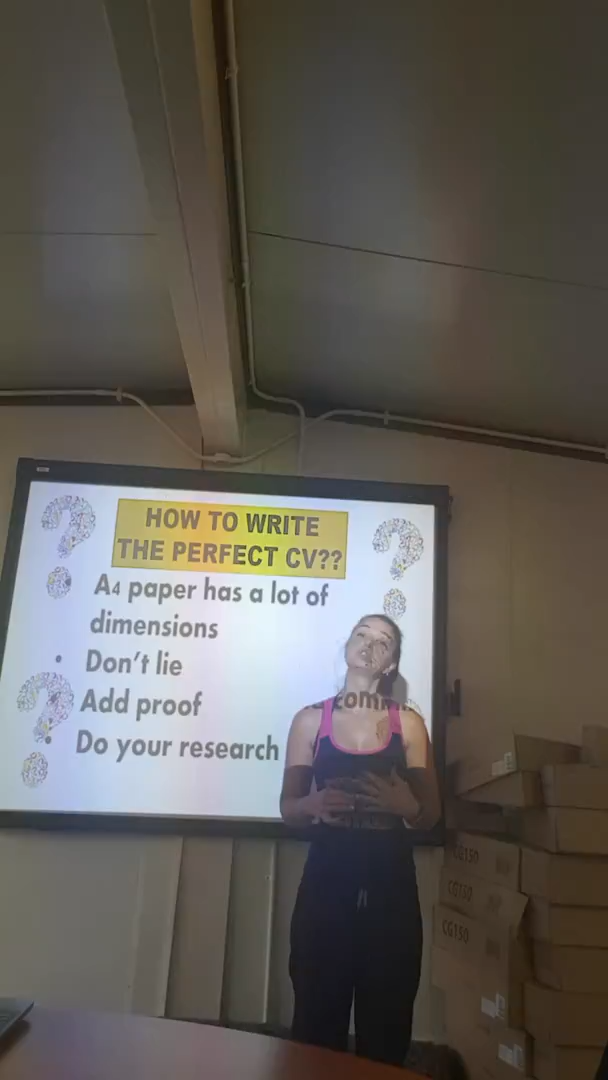 HOW TO WRITE
THE PERFECT CV??
A4 paper has a lot of
dimensions
• Don't lie
Add proof
• Do your research
CG150
CG150
CG150